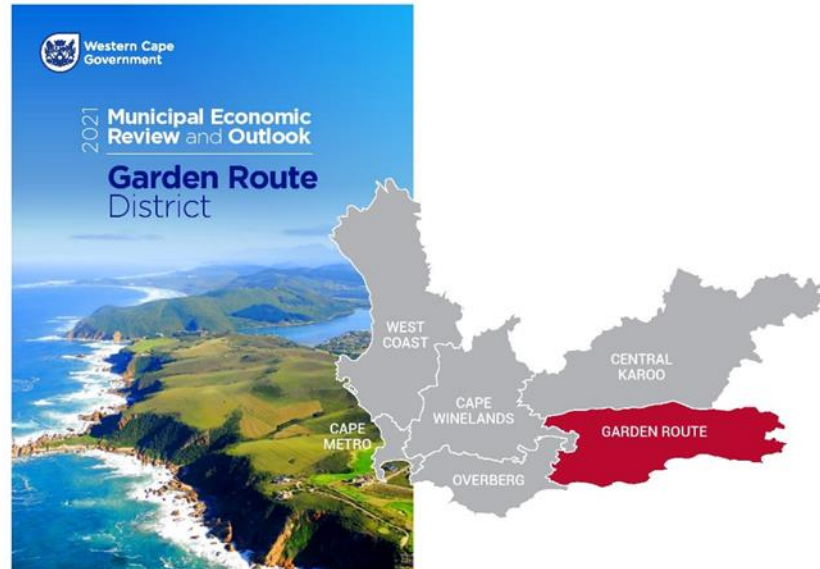 Western Cape
Government
2021
Municipal Economic
Review and Outlook
Garden Route
District
WEST
COAST
CENTRAL
KAROO
CAPE
WINELANDS
CAPE
METRO
GARDEN ROUTE
OVERBERG